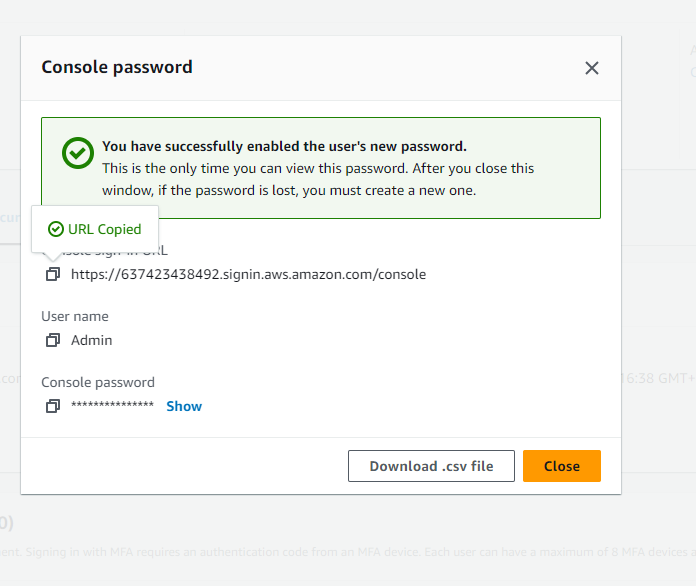 Console password
You have successfully enabled the user's new password.
This is the only time you can view this password. After you close this
window, if the password is lost, you must create a new one.
URL Copied
Console sign-in URL
https://637423438492.signin.aws.amazon.com/console
User name
Admin
Console password
*************** Show
Download .csv file
Close
16:38 GMT+
0)
ent. Signing in with MFA requires an authentication code from an MFA device. Each user can have a maximum of 8 MFA devices a